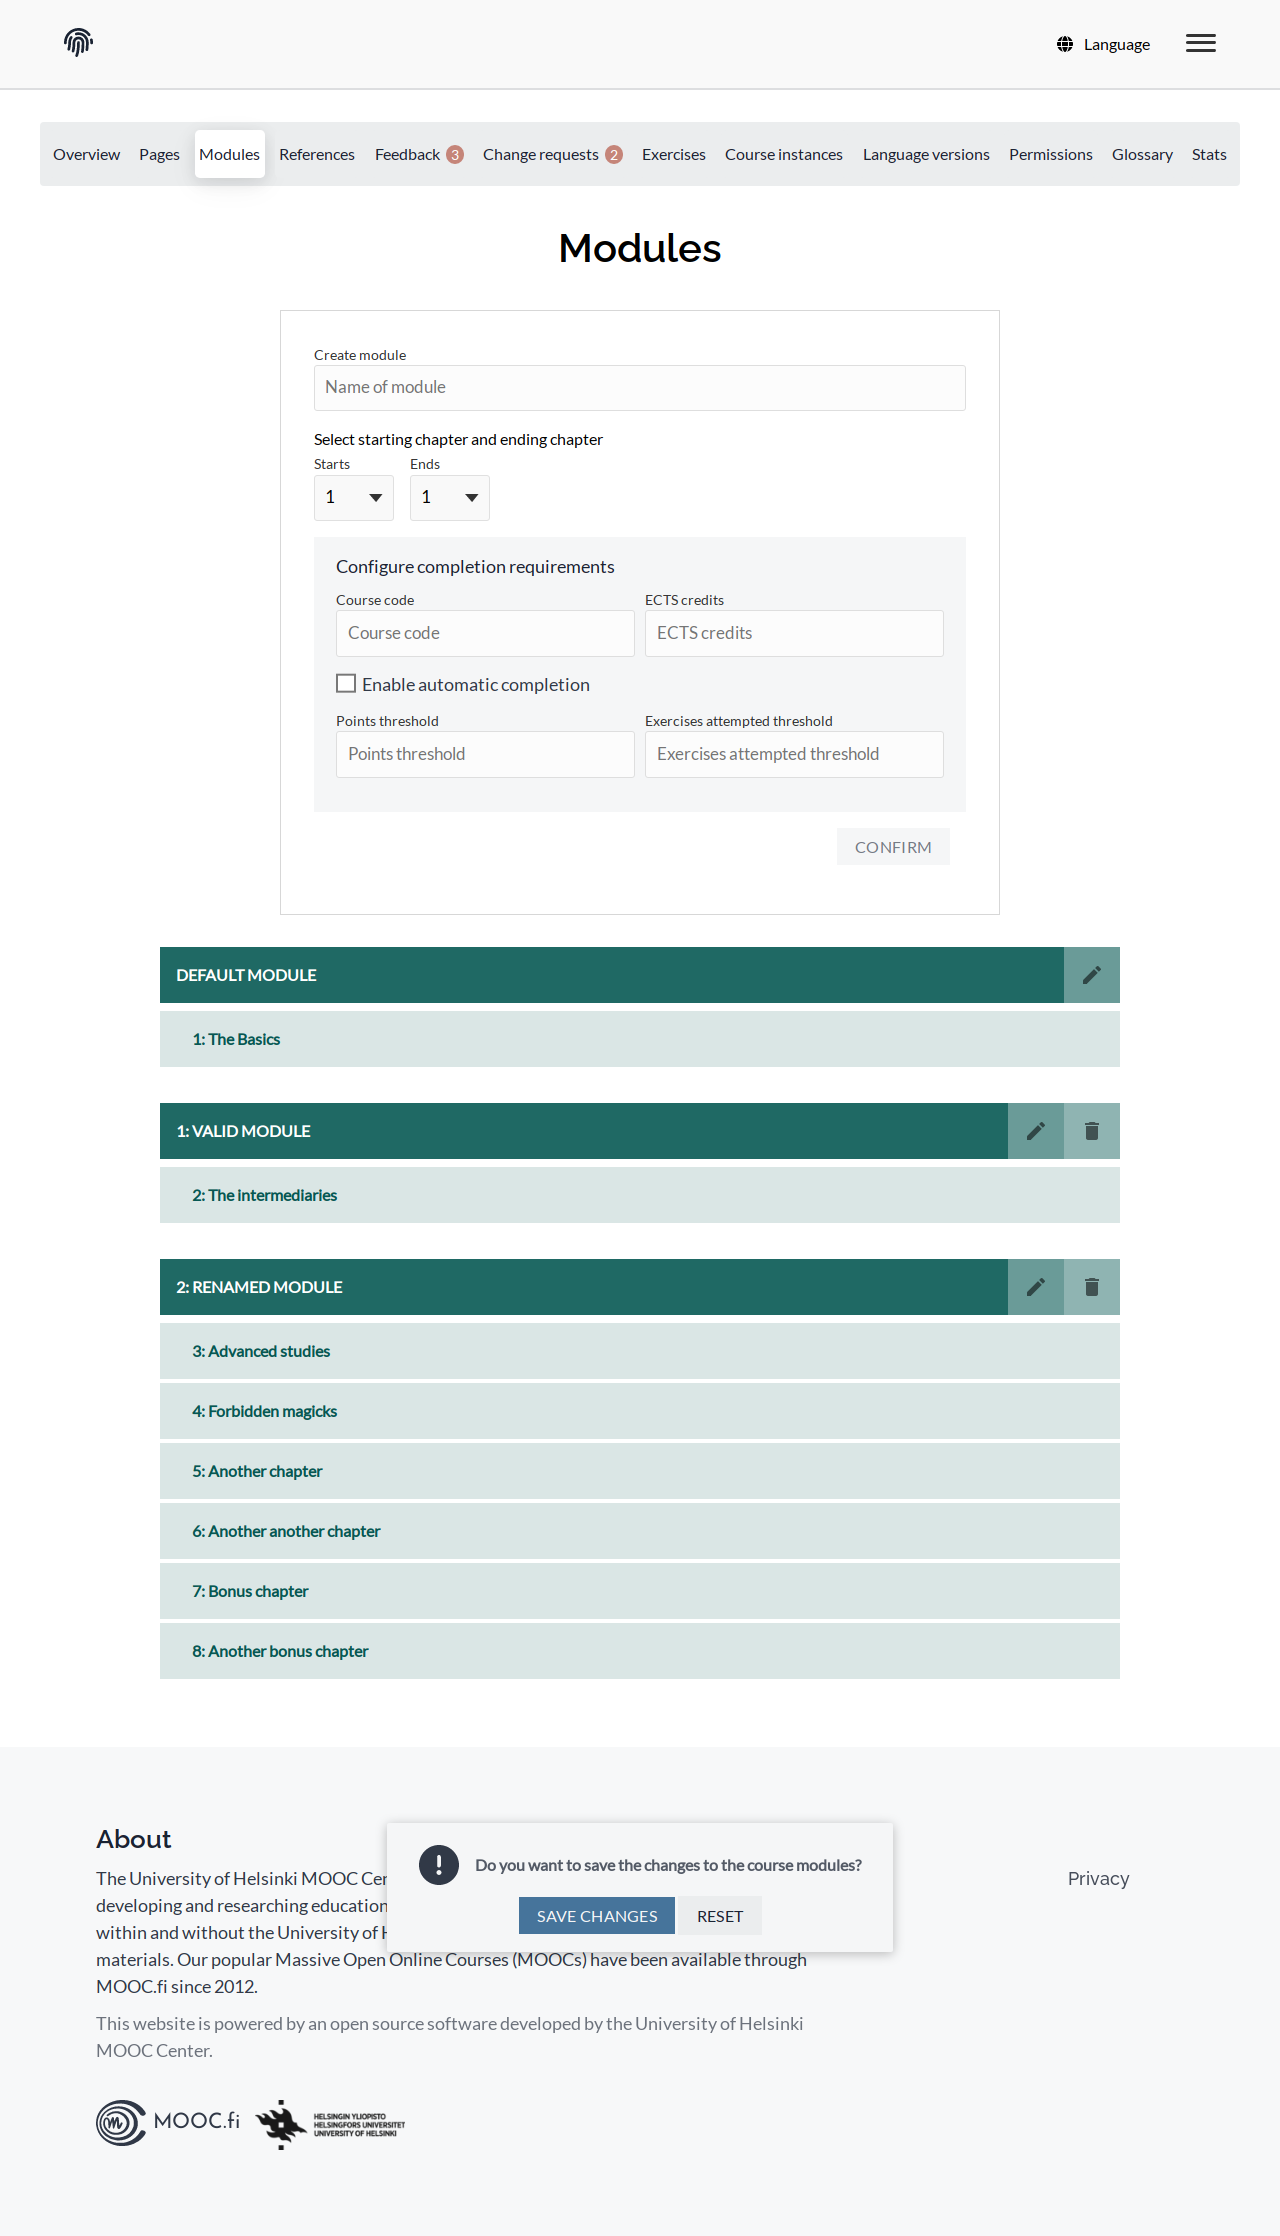 Language
Overview Pages Modules References Feedback 3 Change requests 2 Exercises Course instances Language versions Permissions Glossary Stats
Modules
Create module
Name of module
Select starting chapter and ending chapter
Starts Ends
1 1
Configure completion requirements
Course code ECTS credits
Course code ECTS credits
Enable automatic completion
Points threshold Exercises attempted threshold
Points threshold Exercises attempted threshold
CONFIRM
DEFAULT MODULE
1: The Basics
1: VALID MODULE
2: The intermediaries
2: RENAMED MODULE
3: Advanced studies
4: Forbidden magicks
5: Another chapter
6: Another another chapter
7: Bonus chapter
8: Another bonus chapter
About
The University of Helsinki MOOC
developing and researching education
within and without the University of
materials. Our popular Massive Open Online Courses (MOOCs) have been available through
MOOC.fi since 2012.
This website is powered by an open source software developed by the University of Helsinki
MOOC Center.
Privacy
Do you want to save the changes to the course modules?
SAVE CHANGES RESET
MOOC.fi
HELSINGIN YLIOPISTO
HELSINGFORS UNIVERSITET
UNIVERSITY OF HELSINKI